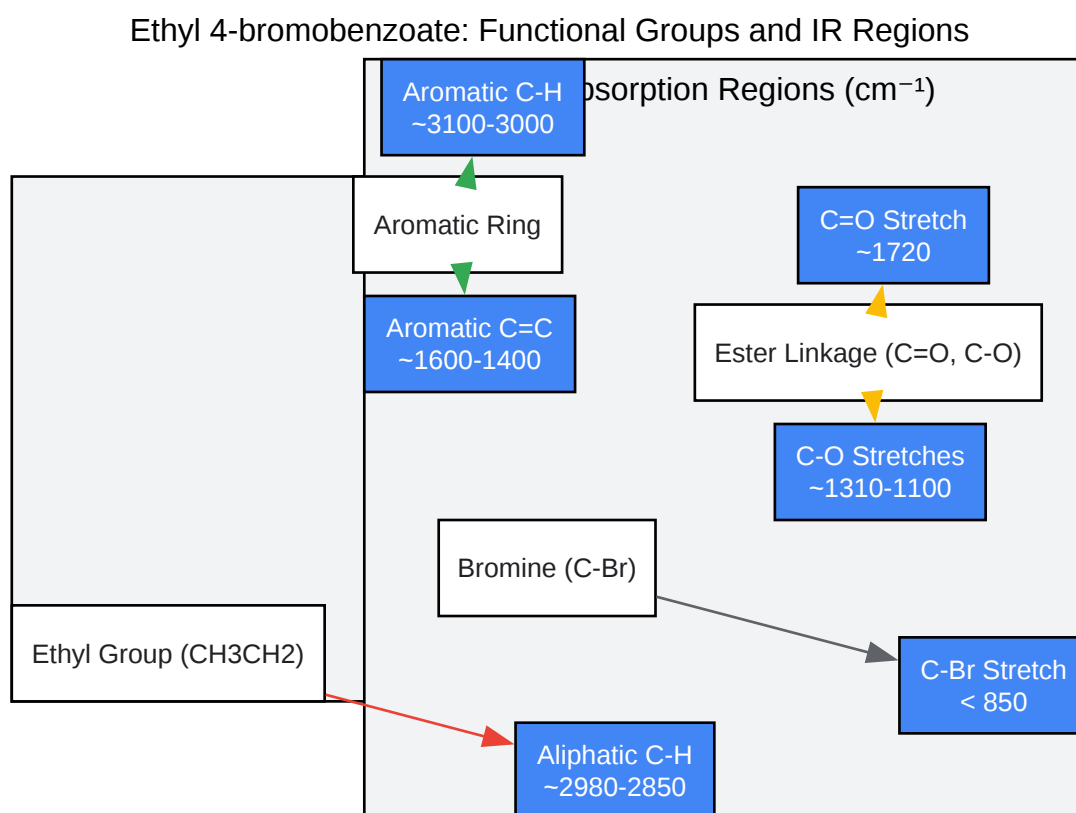 Ethyl 4-bromobenzoate: Functional Groups and IR Regions
Aromatic C-H
~3100-3000
Regions (cm⁻¹)
Aromatic Ring
C=O Stretch
~1720
Aromatic C=C
~1600-1400
Ester Linkage (C=O, C-O)
C-O Stretches
~1310-1100
Bromine (C-Br)
Ethyl Group (CH3CH2)
C-Br Stretch
< 850
Aliphatic C-H
~2980-2850